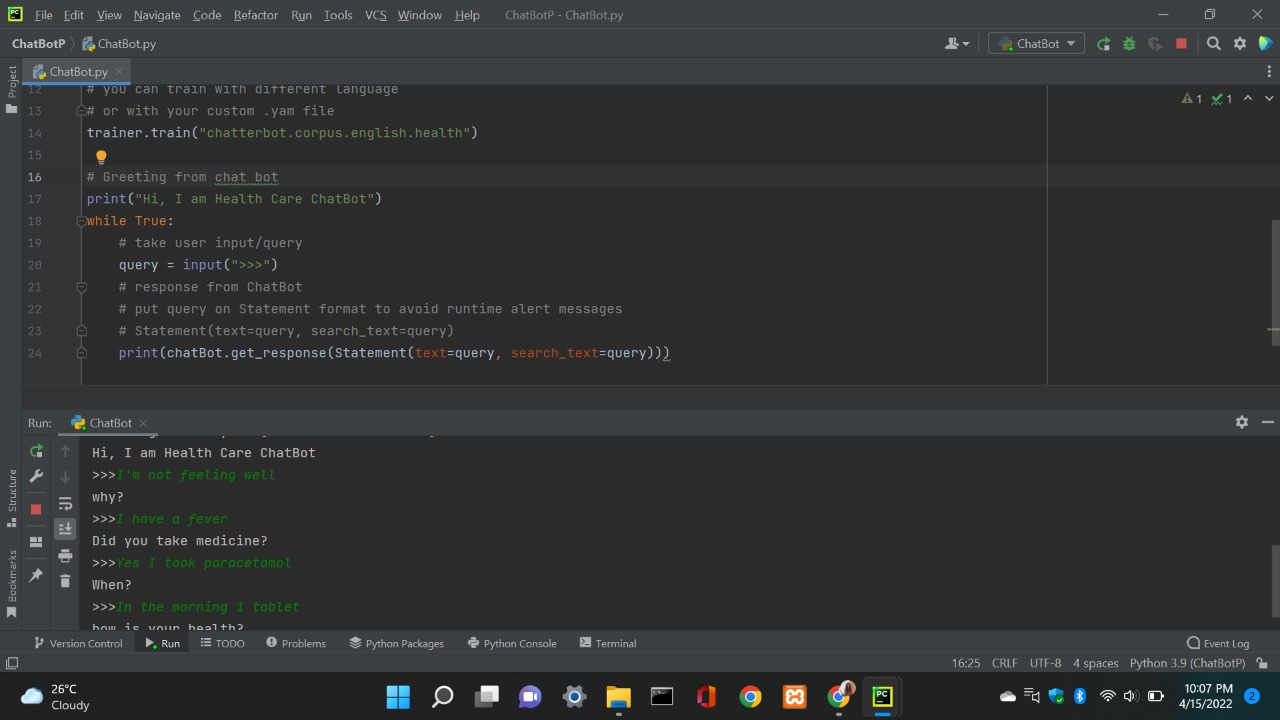 PC File Edit View Navigate Code Refactor Run Tools VCS Window Help ChatBotP - ChatBot.py
ChatBotP ChatBot.py ChatBot
Project ChatBot.py
12 # you can train with different language
13 # or with your custom .yam file 1 1
14 trainer.train("chatterbot.corpus.english.health")
15
16 # Greeting from chat bot
17 print("Hi, I am Health Care ChatBot")
18 while True:
19 # take user input/query
20 query = input(">>>")
21 # response from ChatBot
22 # put query on Statement format to avoid runtime alert messages
23 # Statement(text=query, search_text=query)
24 print(chatBot.get_response(Statement(text=query, search_text=query)))
Run: ChatBot
Hi, I am Health Care ChatBot
>>>I'm not feeling well
why?
>>>I have a fever
Did you take medicine?
>>>Yes I took paracetamol
When?
>>>In the morning 1 tablet
how is your health?
Structure
Bookmarks
Version Control Run TODO Problems Python Packages Python Console Terminal Event Log
16:25 CRLF UTF-8 4 spaces Python 3.9 (ChatBotP)
26°C
Cloudy
PC
10:07 PM
4/15/2022
2